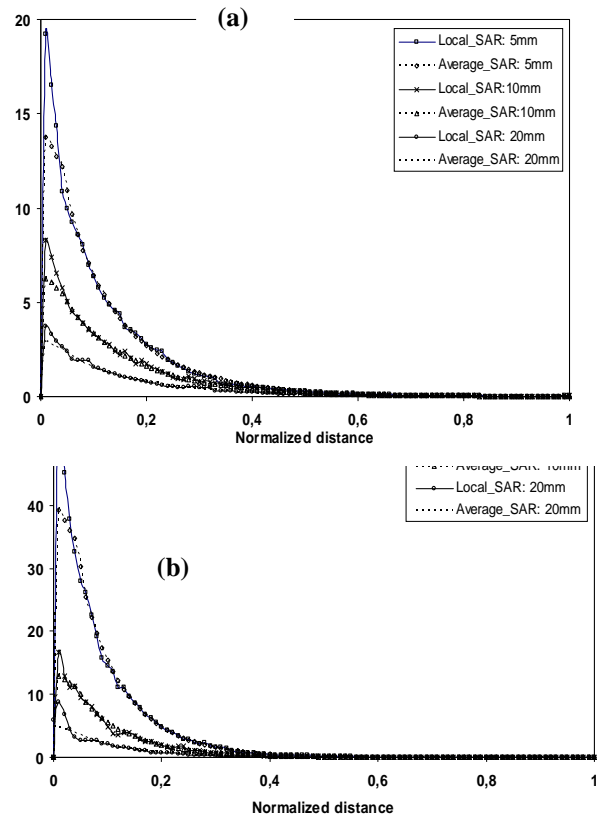 (a)
20
15
10
5
0
Local_SAR: 5mm
Average_SAR: 5mm
Local_SAR:10mm
Average_SAR:10mm
Local_SAR: 20mm
Average_SAR: 20mm
0 0,2 0,4 0,6 0,8 1
Normalized distance
40
30
20
10
0
Average_SAR: 10mm
Local_SAR: 20mm
Average_SAR: 20mm
(b)
0 0,2 0,4 0,6 0,8 1
Normalized distance